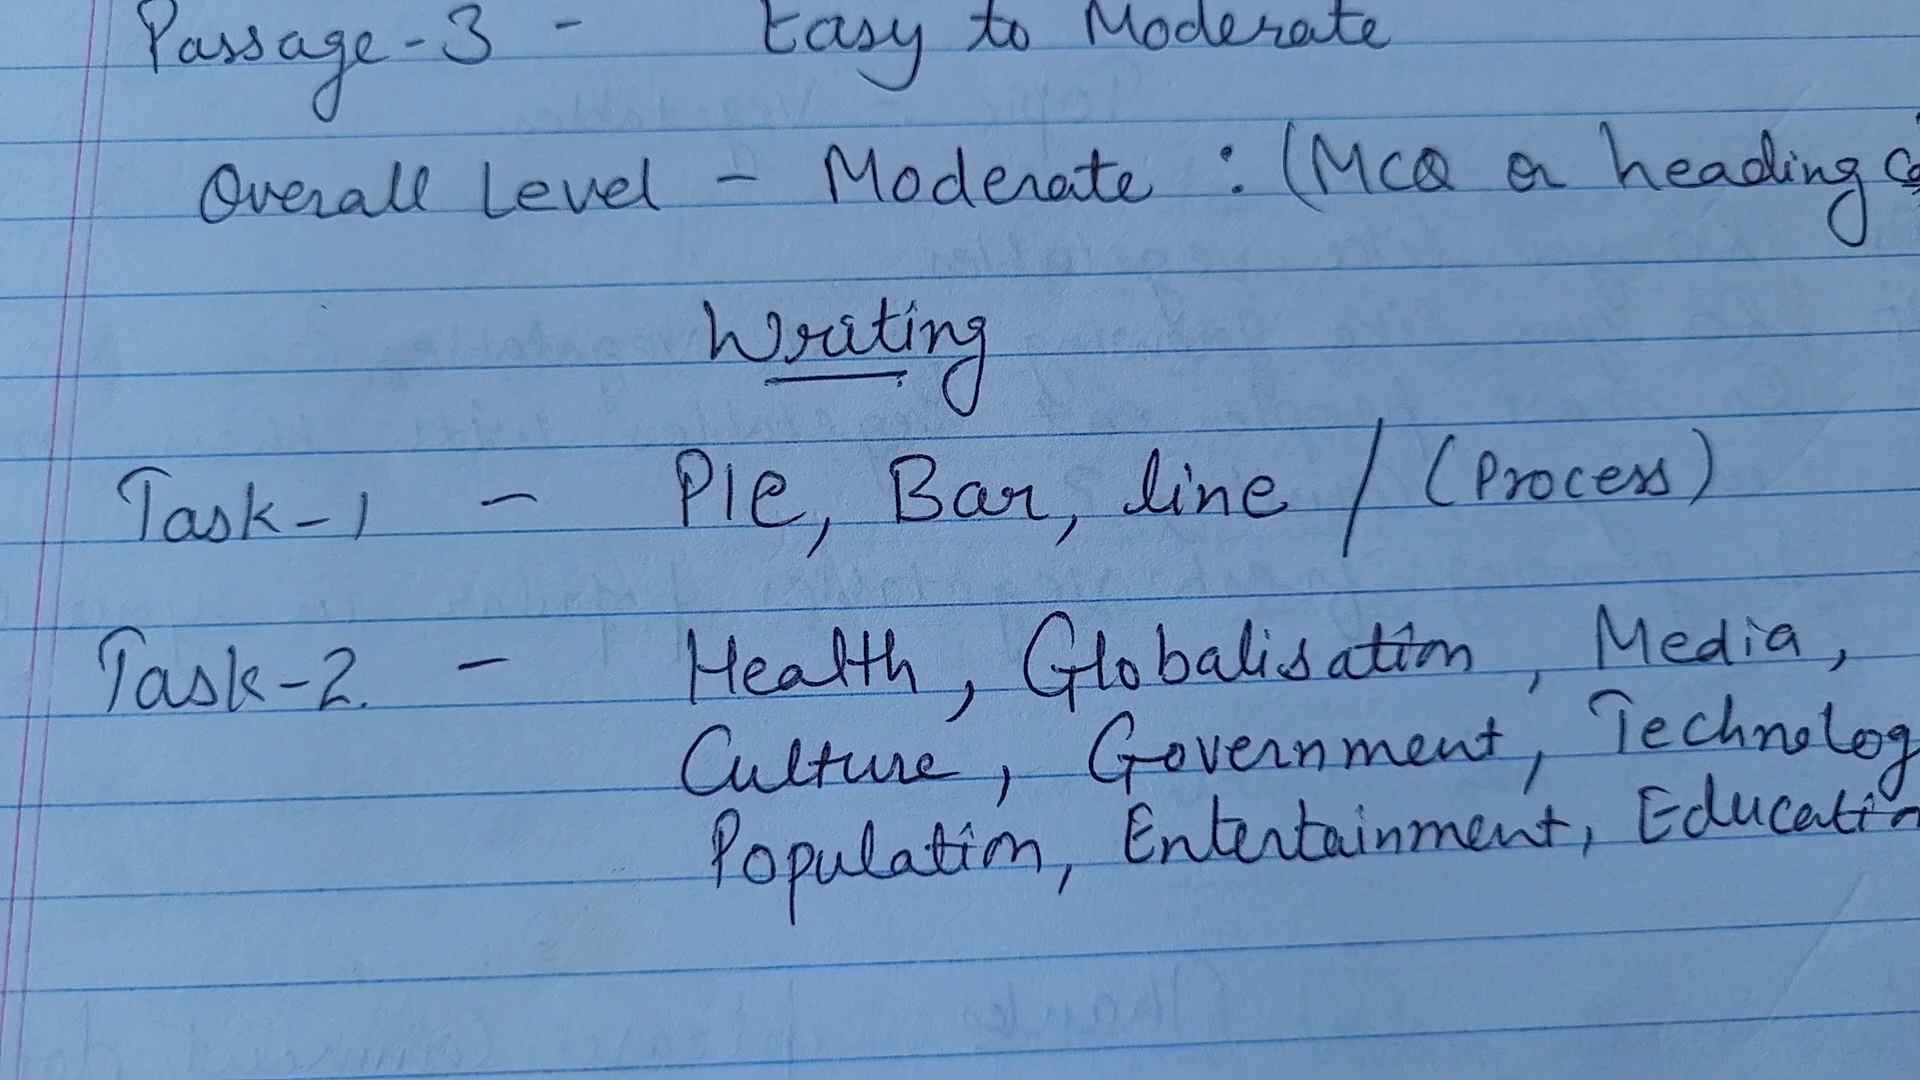 Passage-3 - Easy to Moderate
Overall Level - Moderate : (MCQ or heading
Writing
Task-1 - PIe, Bar, line / (Process)
Task-2. - Health, Globalisation, Media,
Culture, Government, Technolog
Population, Entertainment, Education